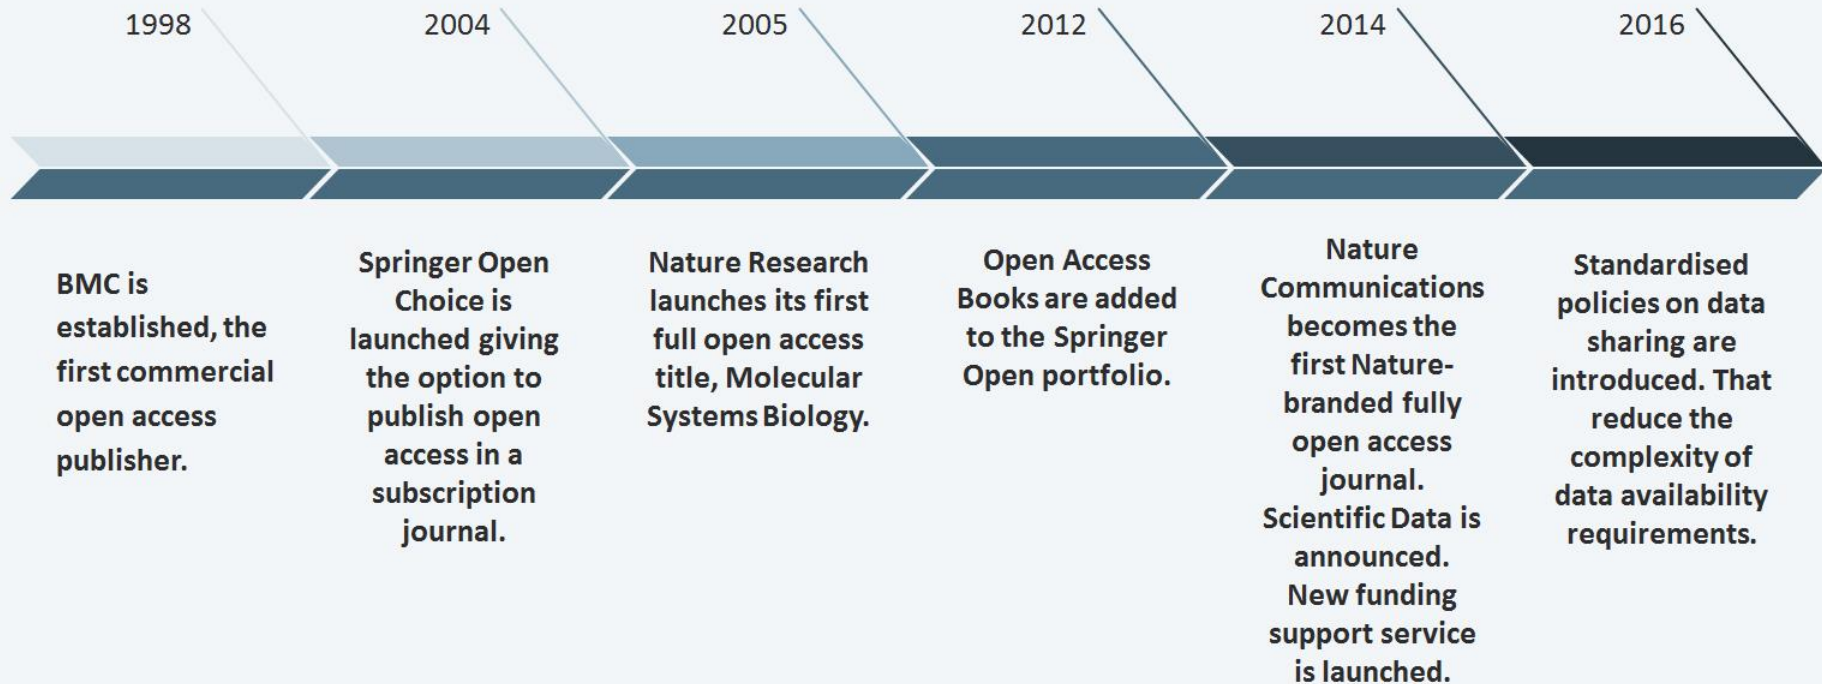 1998
2004
2005
2012
2014
2016
BMC is
established, the
first commercial
open access
publisher.
Springer Open
Choice is
launched giving
the option to
publish open
access in a
subscription
journal.
Nature Research
launches its first
full open access
title, Molecular
Systems Biology.
Open Access
Books are added
to the Springer
Open portfolio.
Nature
Communications
becomes the
first Nature-
branded fully
open access
journal.
Scientific Data is
announced.
New funding
support service
is launched.
Standardised
policies on data
sharing are
introduced. That
reduce the
complexity of
data availability
requirements.